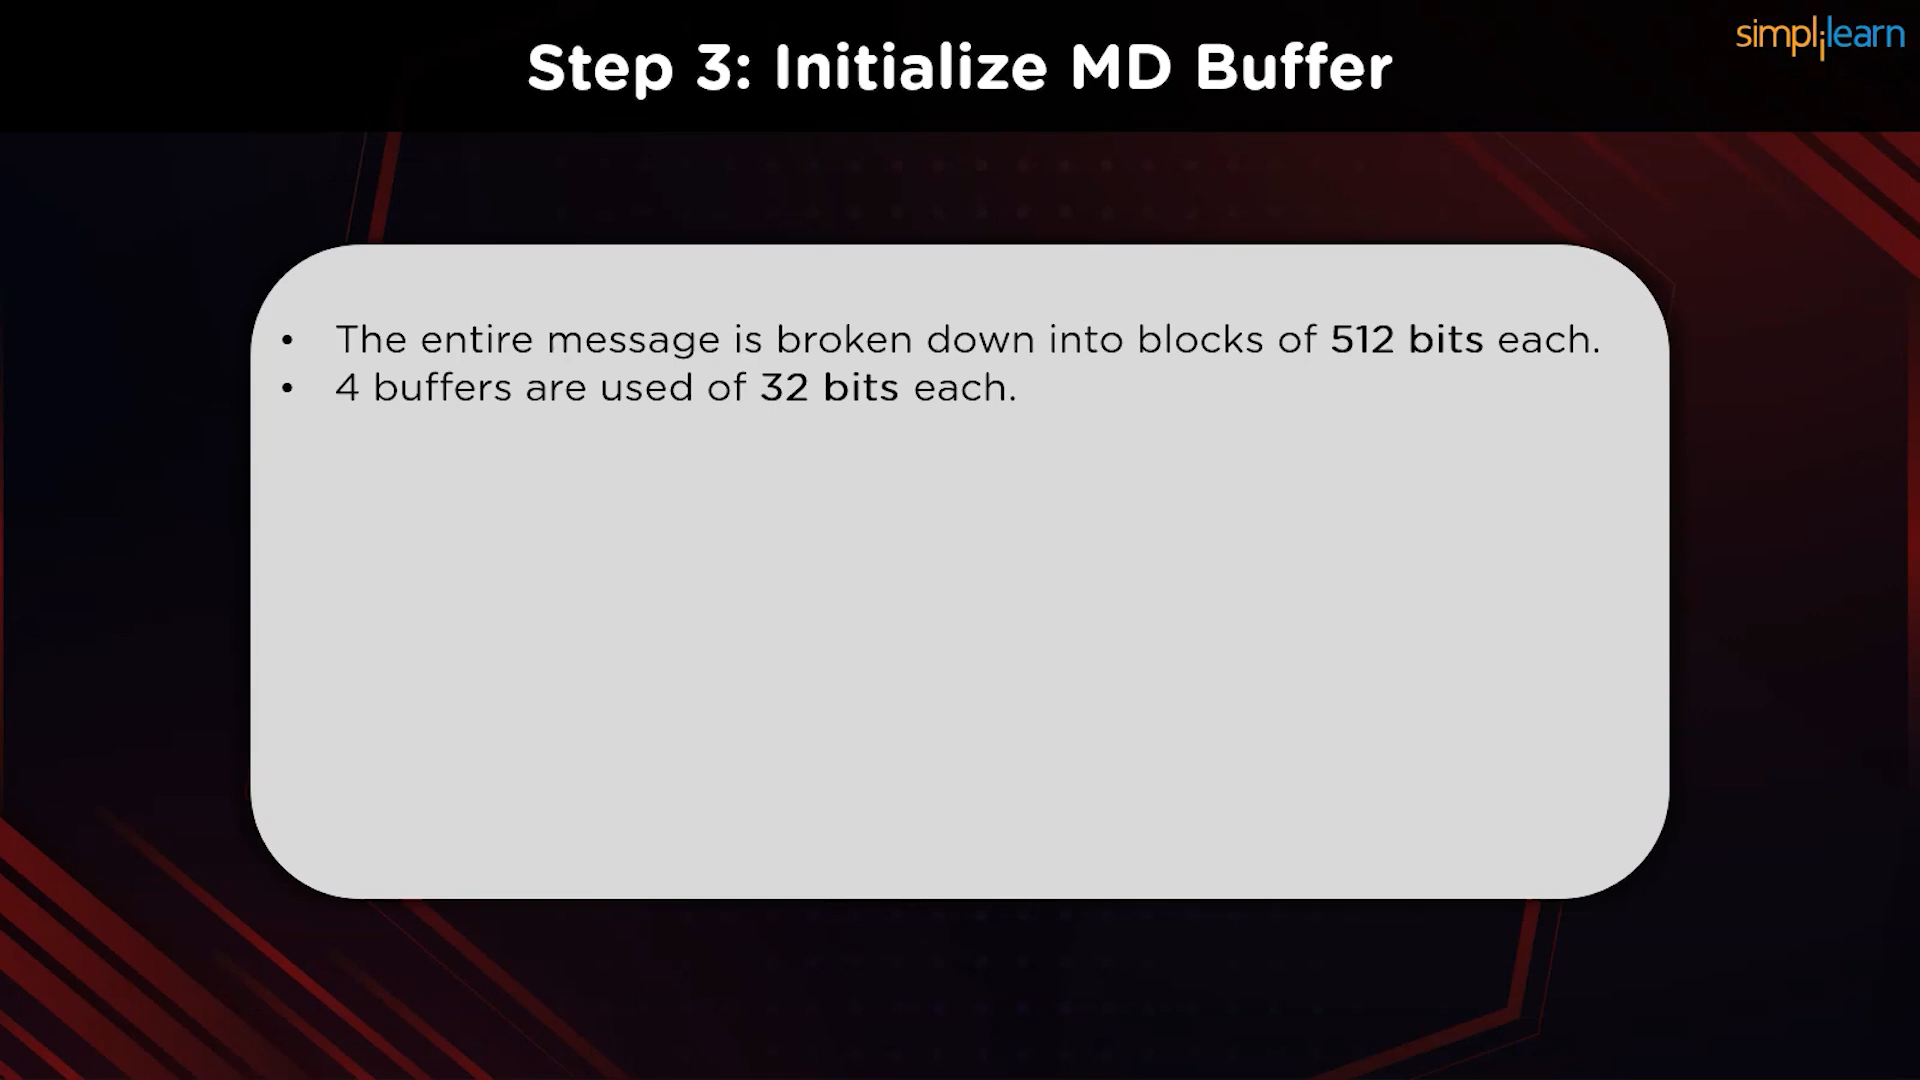 Step 3: Initialize MD Buffer
simplilearn
• The entire message is broken down into blocks of 512 bits each.
• 4 buffers are used of 32 bits each.